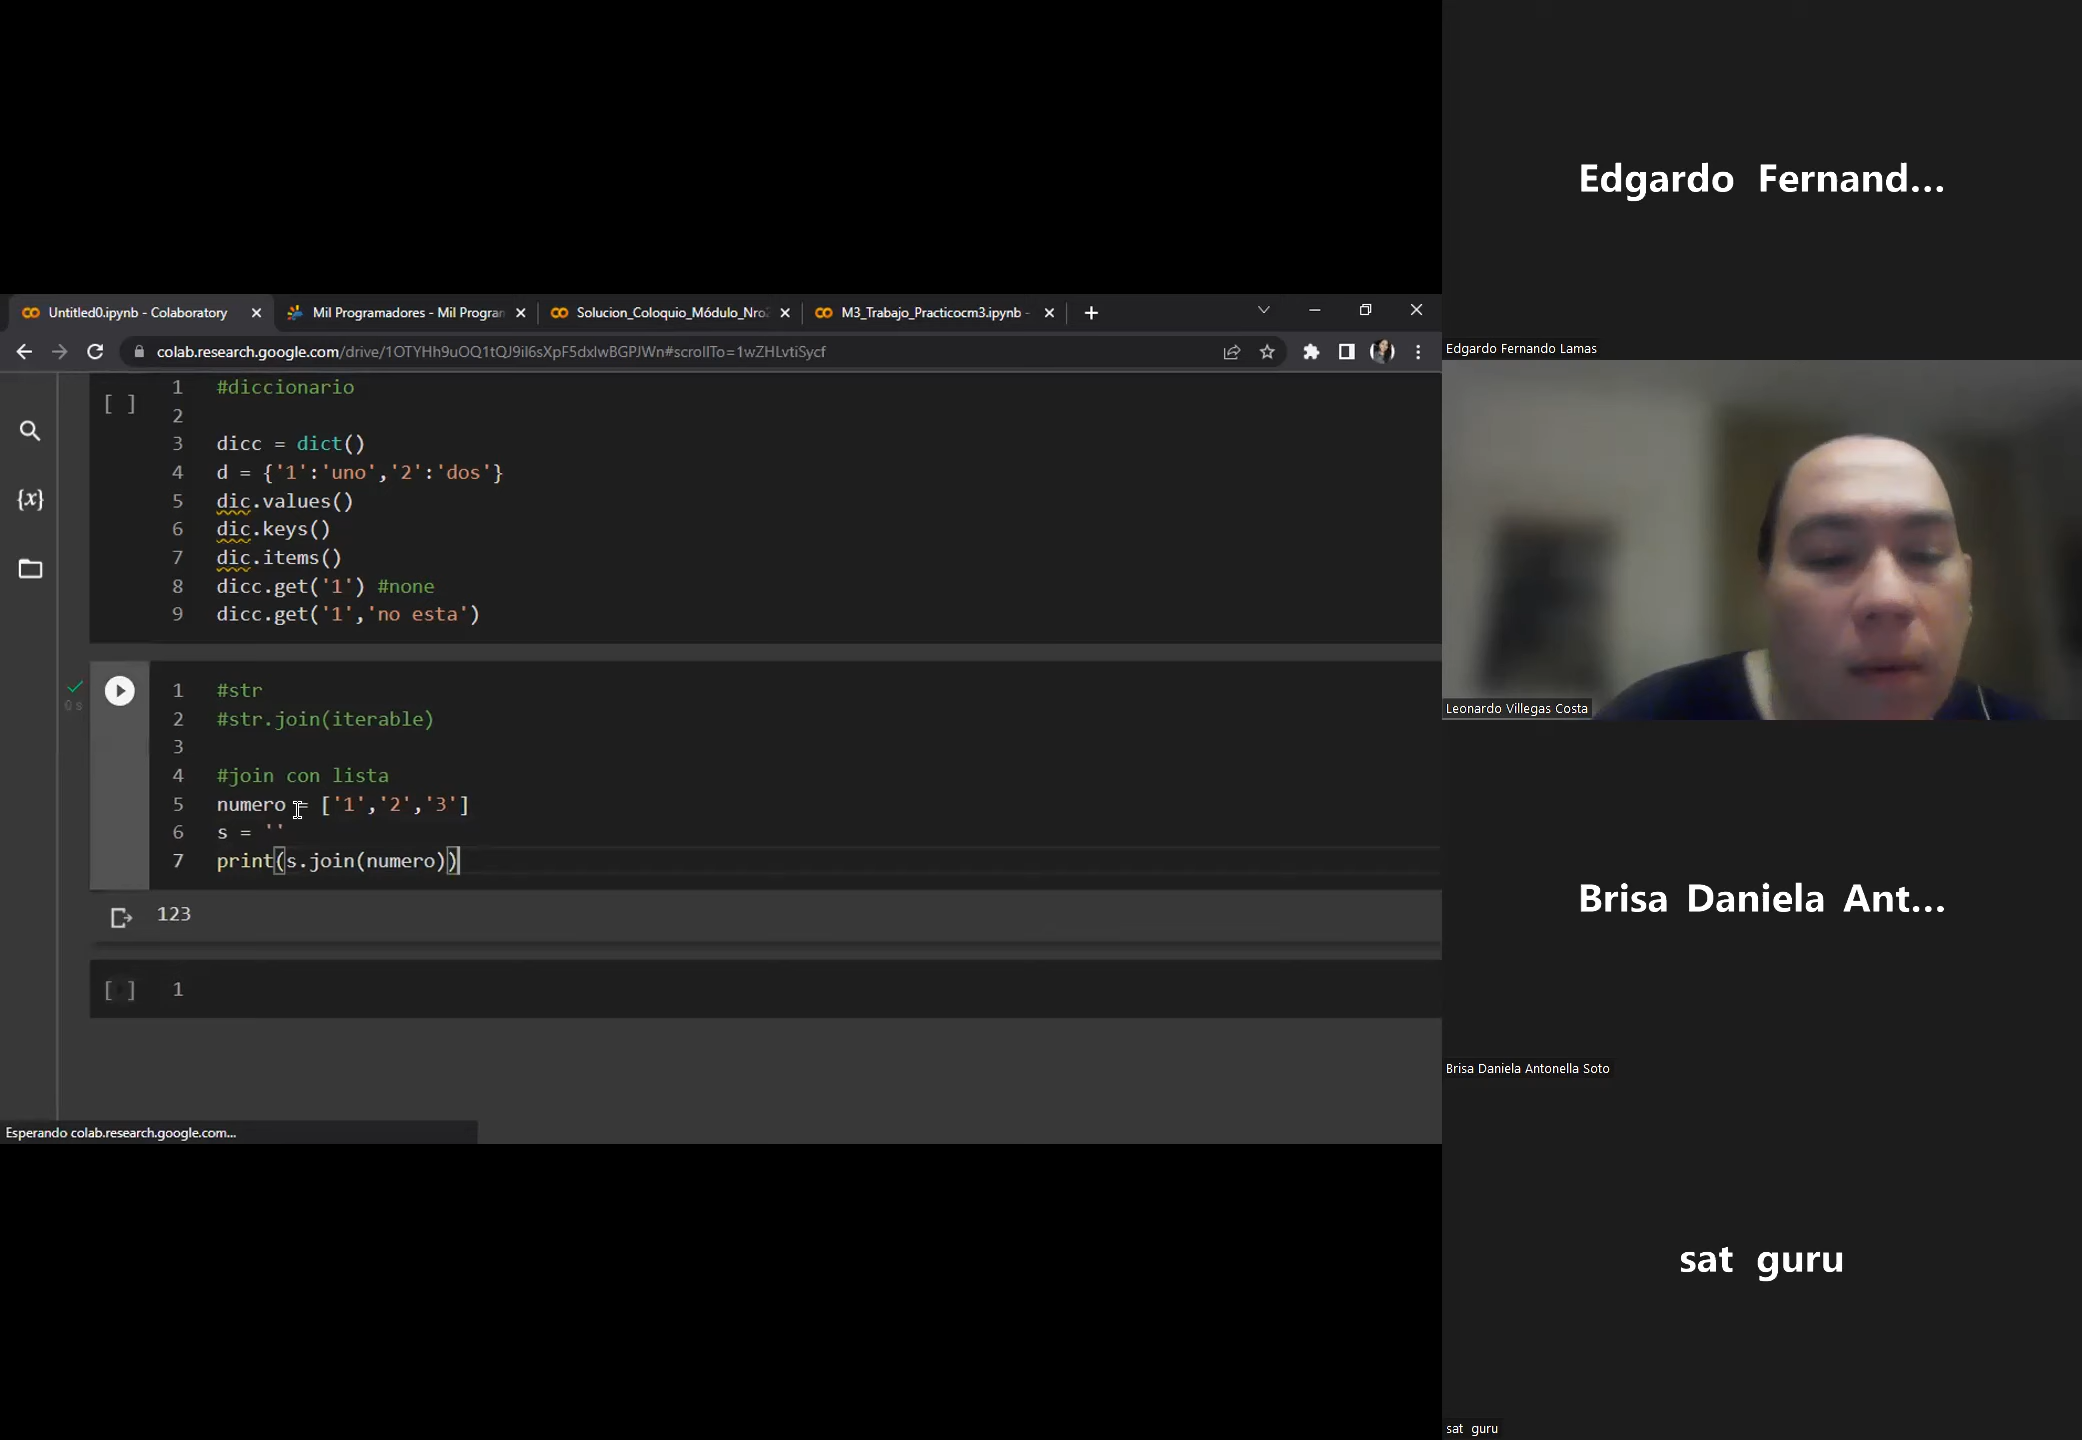 Untitled0.ipynb - Colaboratory
Mil Programadores - Mil Progran
Solucion_Coloquio_Módulo_Nro2
M3_Trabajo_Practicocm3.ipynb -
colab.research.google.com/drive/1OTYHh9uOQ1tQJ9il6sXpF5dxlwBGPJWn#scrollTo=1wZHLvtiSycf
[ ]
1 #diccionario
2
3 dicc = dict()
4 d = {'1':'uno','2':'dos'}
5 dic.values()
6 dic.keys()
7 dic.items()
8 dicc.get('1') #none
9 dicc.get('1','no esta')
{x}
0 s
1 #str
2 #str.join(iterable)
3
4 #join con lista
5 numero = ['1','2','3']
6 s = ''
7 print(s.join(numero))
123
[ ] 1
Esperando colab.research.google.com...
Edgardo Fernand...
Edgardo Fernando Lamas
Leonardo Villegas Costa
Brisa Daniela Ant...
Brisa Daniela Antonella Soto
sat guru
sat guru